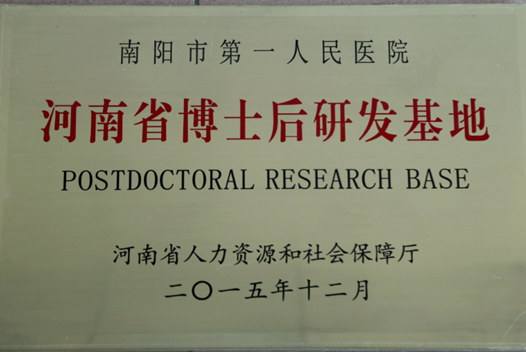 南阳市第一人民医院
河南省博士后研发基地
POSTDOCTORAL RESEARCH BASE
河南省人力资源和社会保障厅
二〇一五年十二月